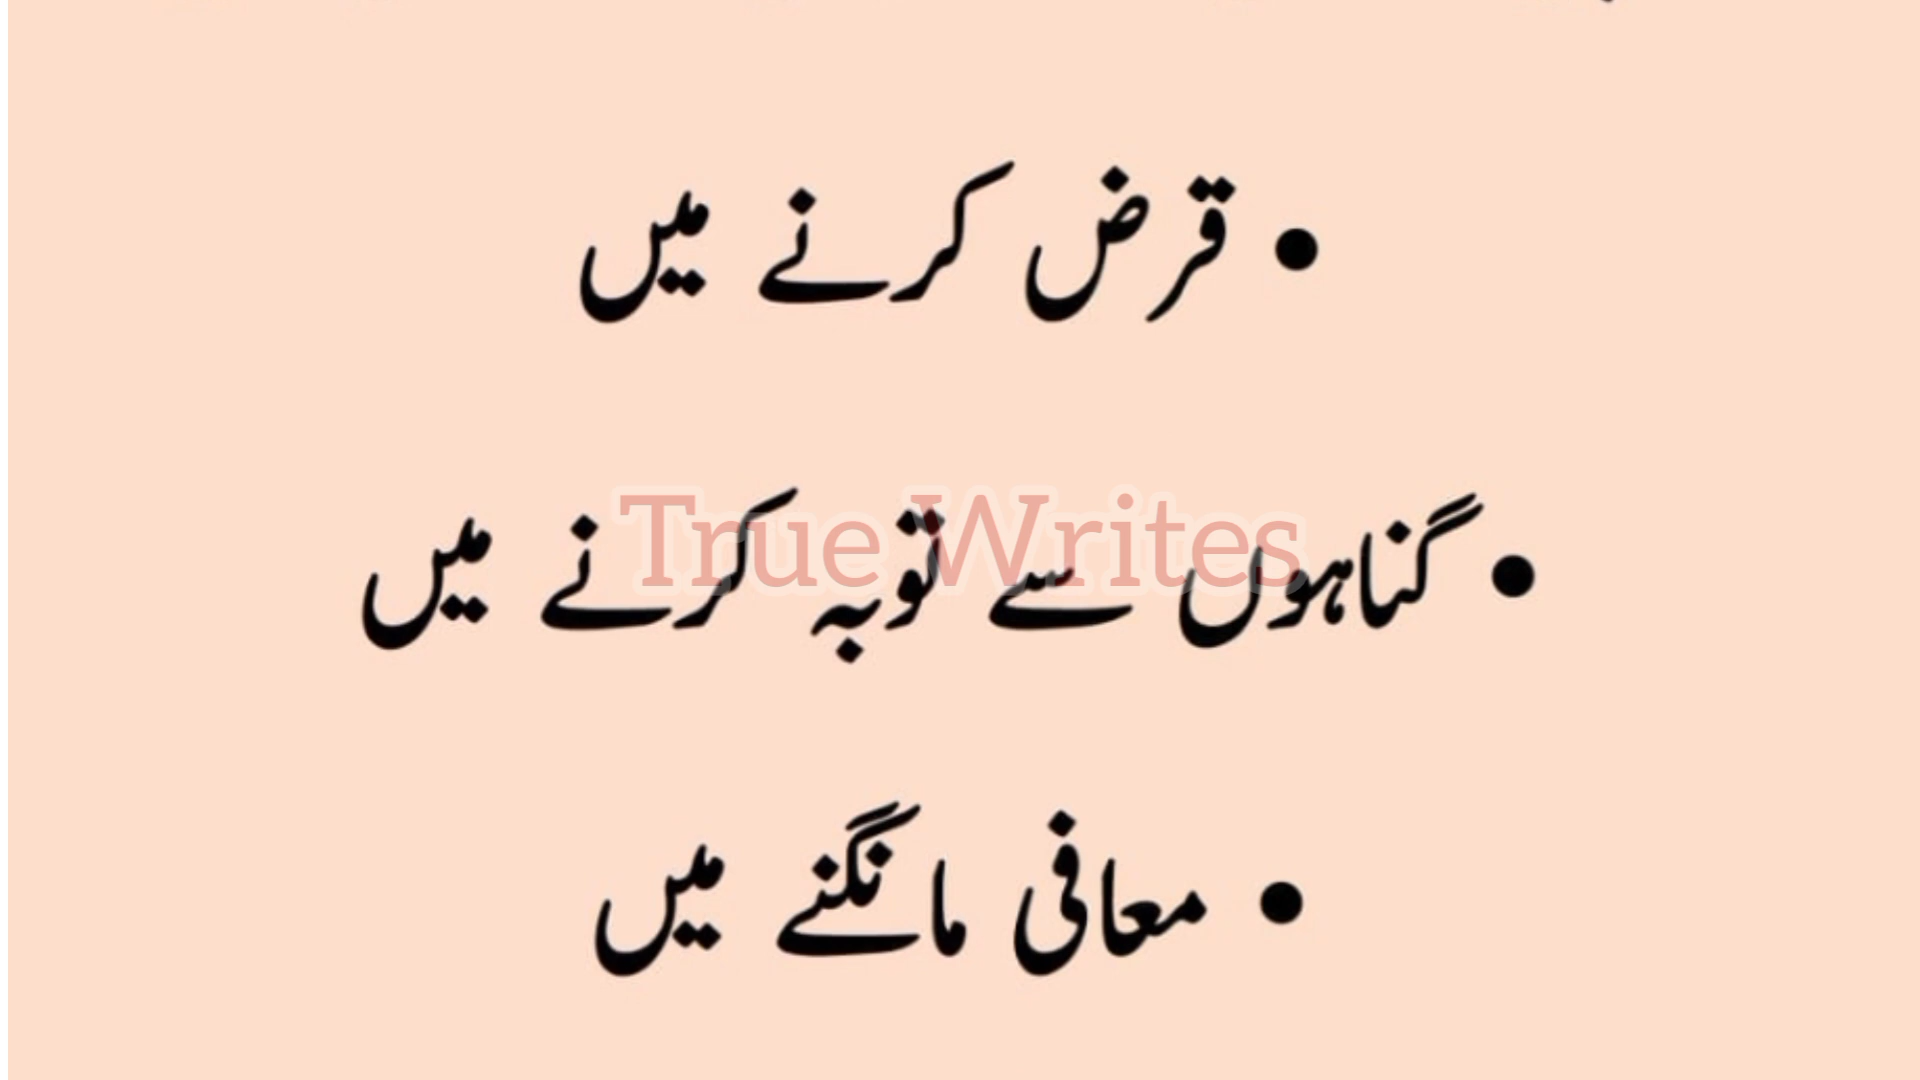 • قرض کرنے میں
• گناہوں سے توبہ کرنے میں
True Writes
• معافی مانگنے میں